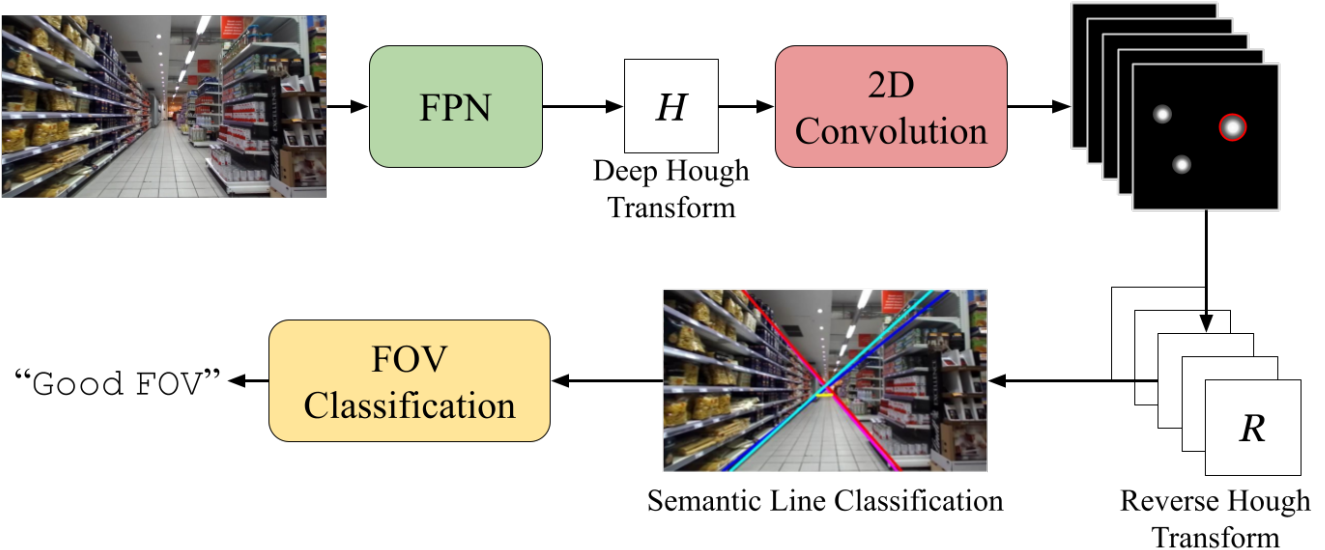 FPN
H
Deep Hough
Transform
2D
Convolution
R
Reverse Hough
Transform
Semantic Line Classification
FOV
Classification
“Good FOV”